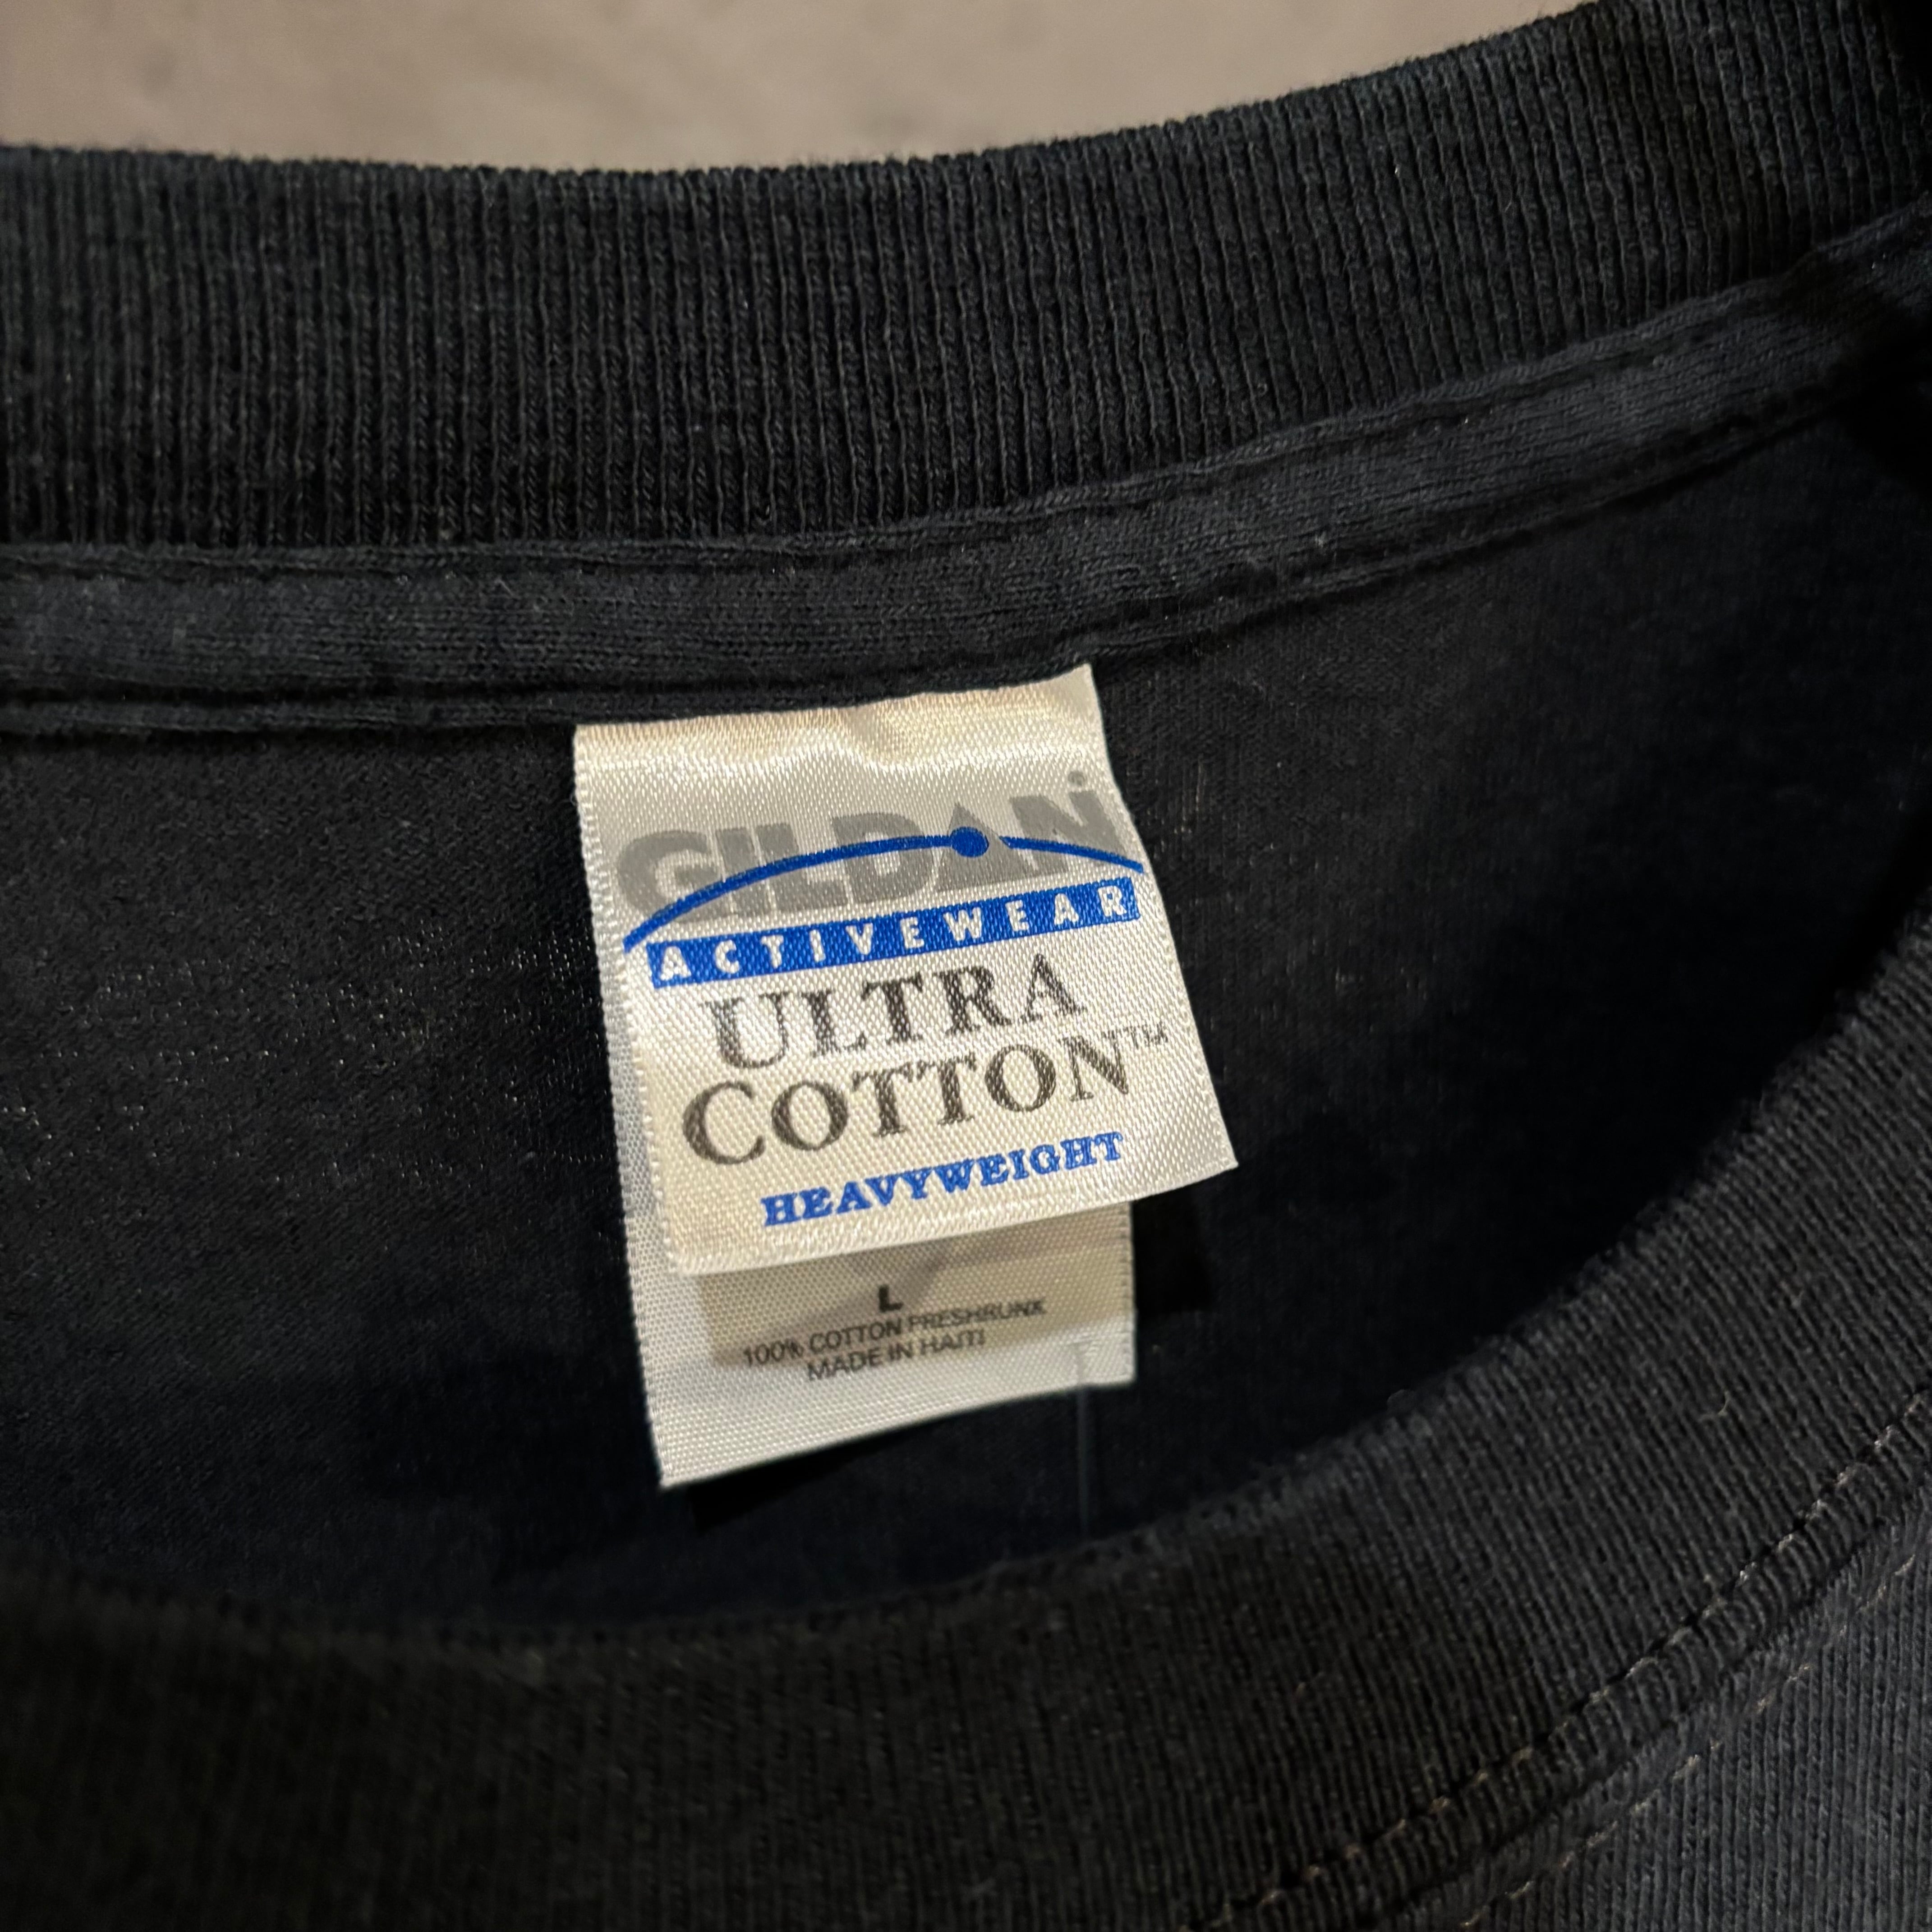 GILDAN
ACTIVEWEAR
ULTRA
COTTON™
HEAVYWEIGHT
L
100% COTTON PRESHRUNK
MADE IN HAITI